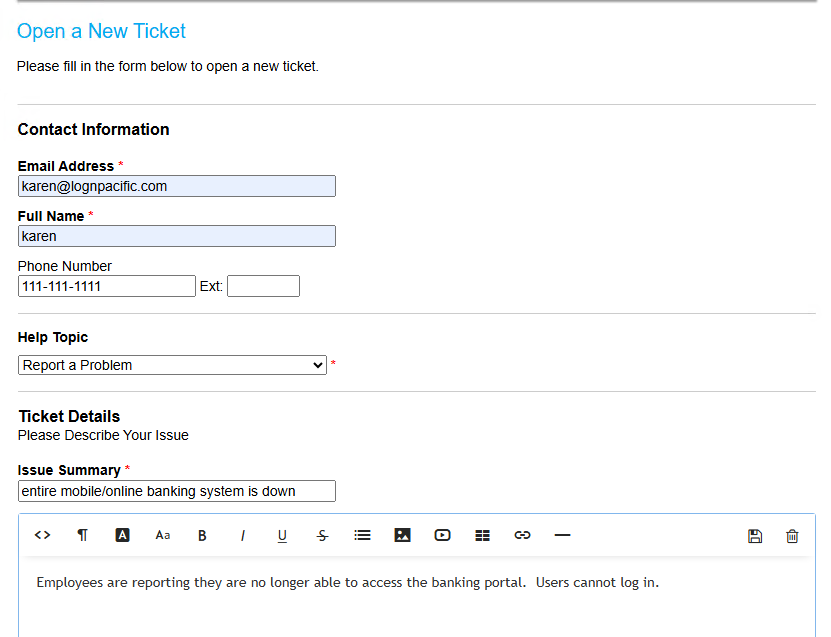 Open a New Ticket
Please fill in the form below to open a new ticket.
Contact Information
Email Address *
karen@lognpacific.com
Full Name *
karen
Phone Number
111-111-1111 Ext:
Help Topic
Report a Problem *
Ticket Details
Please Describe Your Issue
Issue Summary *
entire mobile/online banking system is down
<> ¶ A Aa B I U S
Employees are reporting they are no longer able to access the banking portal.  Users cannot log in.